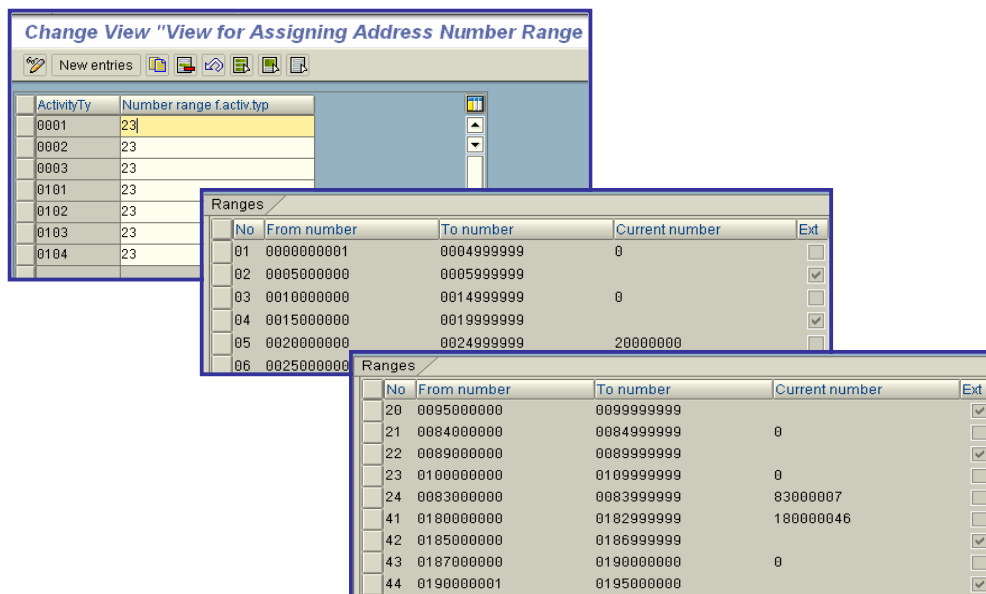 Change View "View for Assigning Address Number Range
New entries
ActivityTy Number range f.activ.typ
0001 23
0002 23
0003 23
0101 23
0102 23
0103 23
0104 23
Ranges
No From number To number Current number Ext
01 0000000001 0004999999 0
02 0005000000 0005999999
03 0010000000 0014999999 0
04 0015000000 0019999999
05 0020000000 0024999999 20000000
06 0025000000
Ranges
No From number To number Current number Ext
20 0095000000 0099999999
21 0084000000 0084999999 0
22 0089000000 0089999999
23 0100000000 0109999999 0
24 0083000000 0083999999 83000007
41 0180000000 0182999999 180000046
42 0185000000 0186999999
43 0187000000 0190000000 0
44 0190000001 0195000000